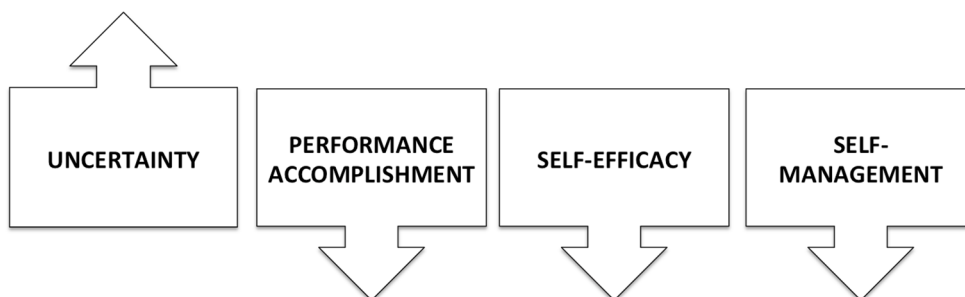 UNCERTAINTY
PERFORMANCE
ACCOMPLISHMENT
SELF-EFFICACY
SELF-
MANAGEMENT